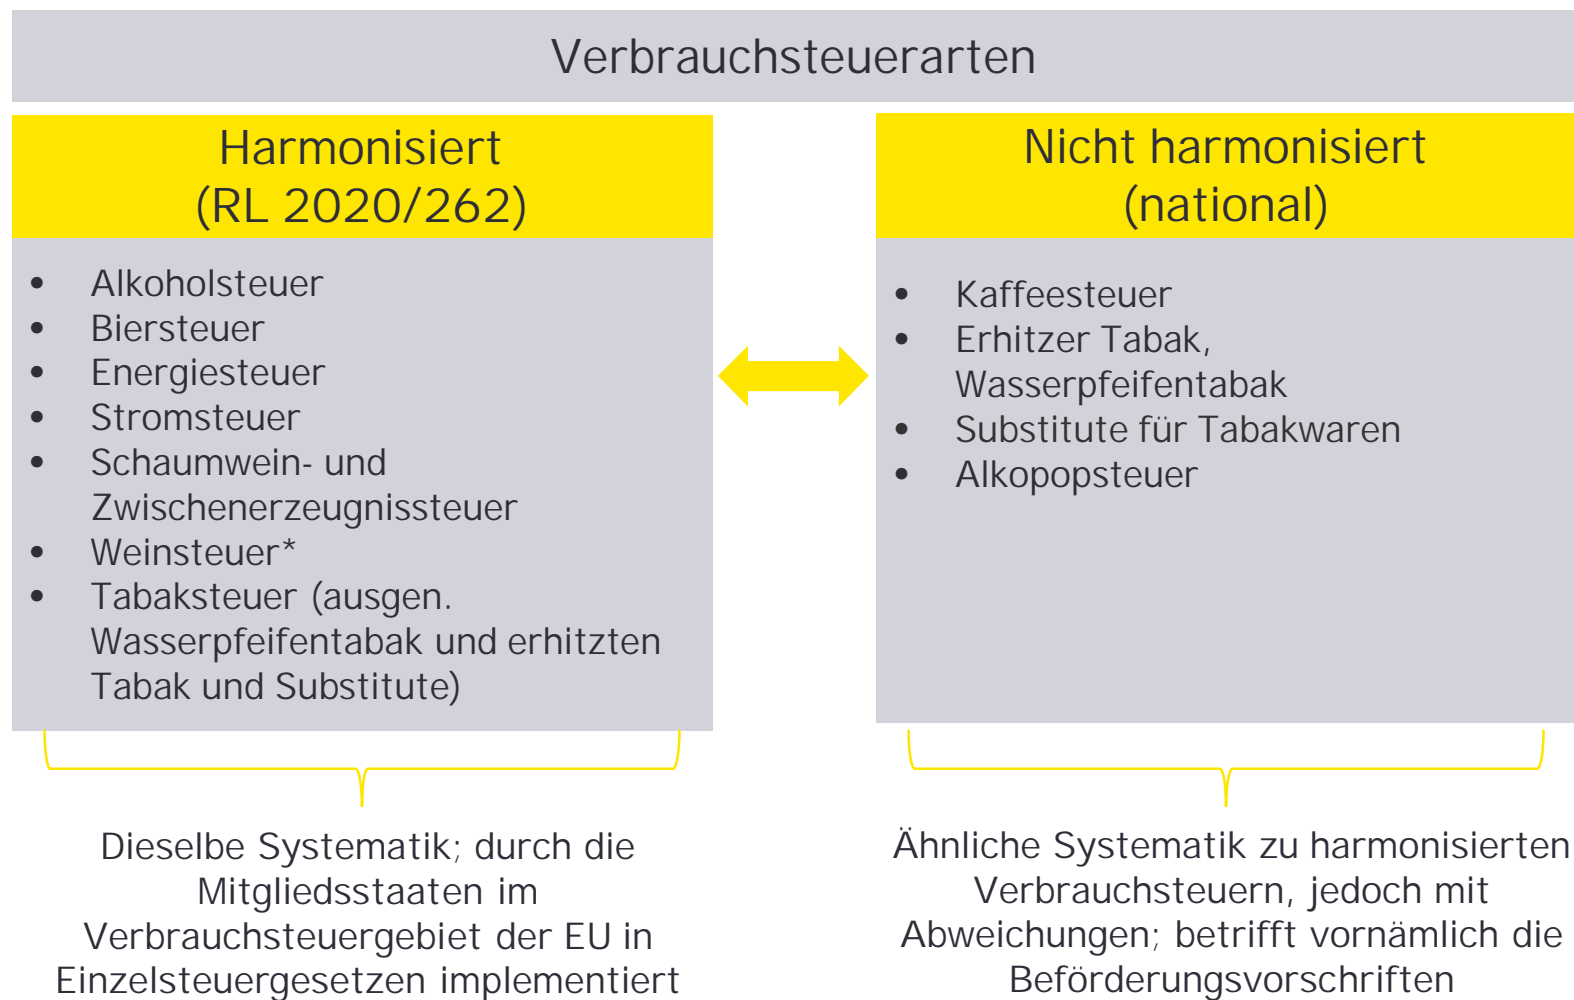 Verbrauchsteuerarten
Harmonisiert
(RL 2020/262)
• Alkoholsteuer
• Biersteuer
• Energiesteuer
• Stromsteuer
• Schaumwein- und
Zwischenerzeugnissteuer
• Weinsteuer*
• Tabaksteuer (ausgen.
Wasserpfeifentabak und erhitzten
Tabak und Substitute)
Dieselbe Systematik; durch die
Mitgliedsstaaten im
Verbrauchsteuergebiet der EU in
Einzelsteuergesetzen implementiert
Nicht harmonisiert
(national)
• Kaffeesteuer
• Erhitzer Tabak,
Wasserpfeifentabak
• Substitute für Tabakwaren
• Alkopopsteuer
Ähnliche Systematik zu harmonisierten
Verbrauchsteuern, jedoch mit
Abweichungen; betrifft vornämlich die
Beförderungsvorschriften